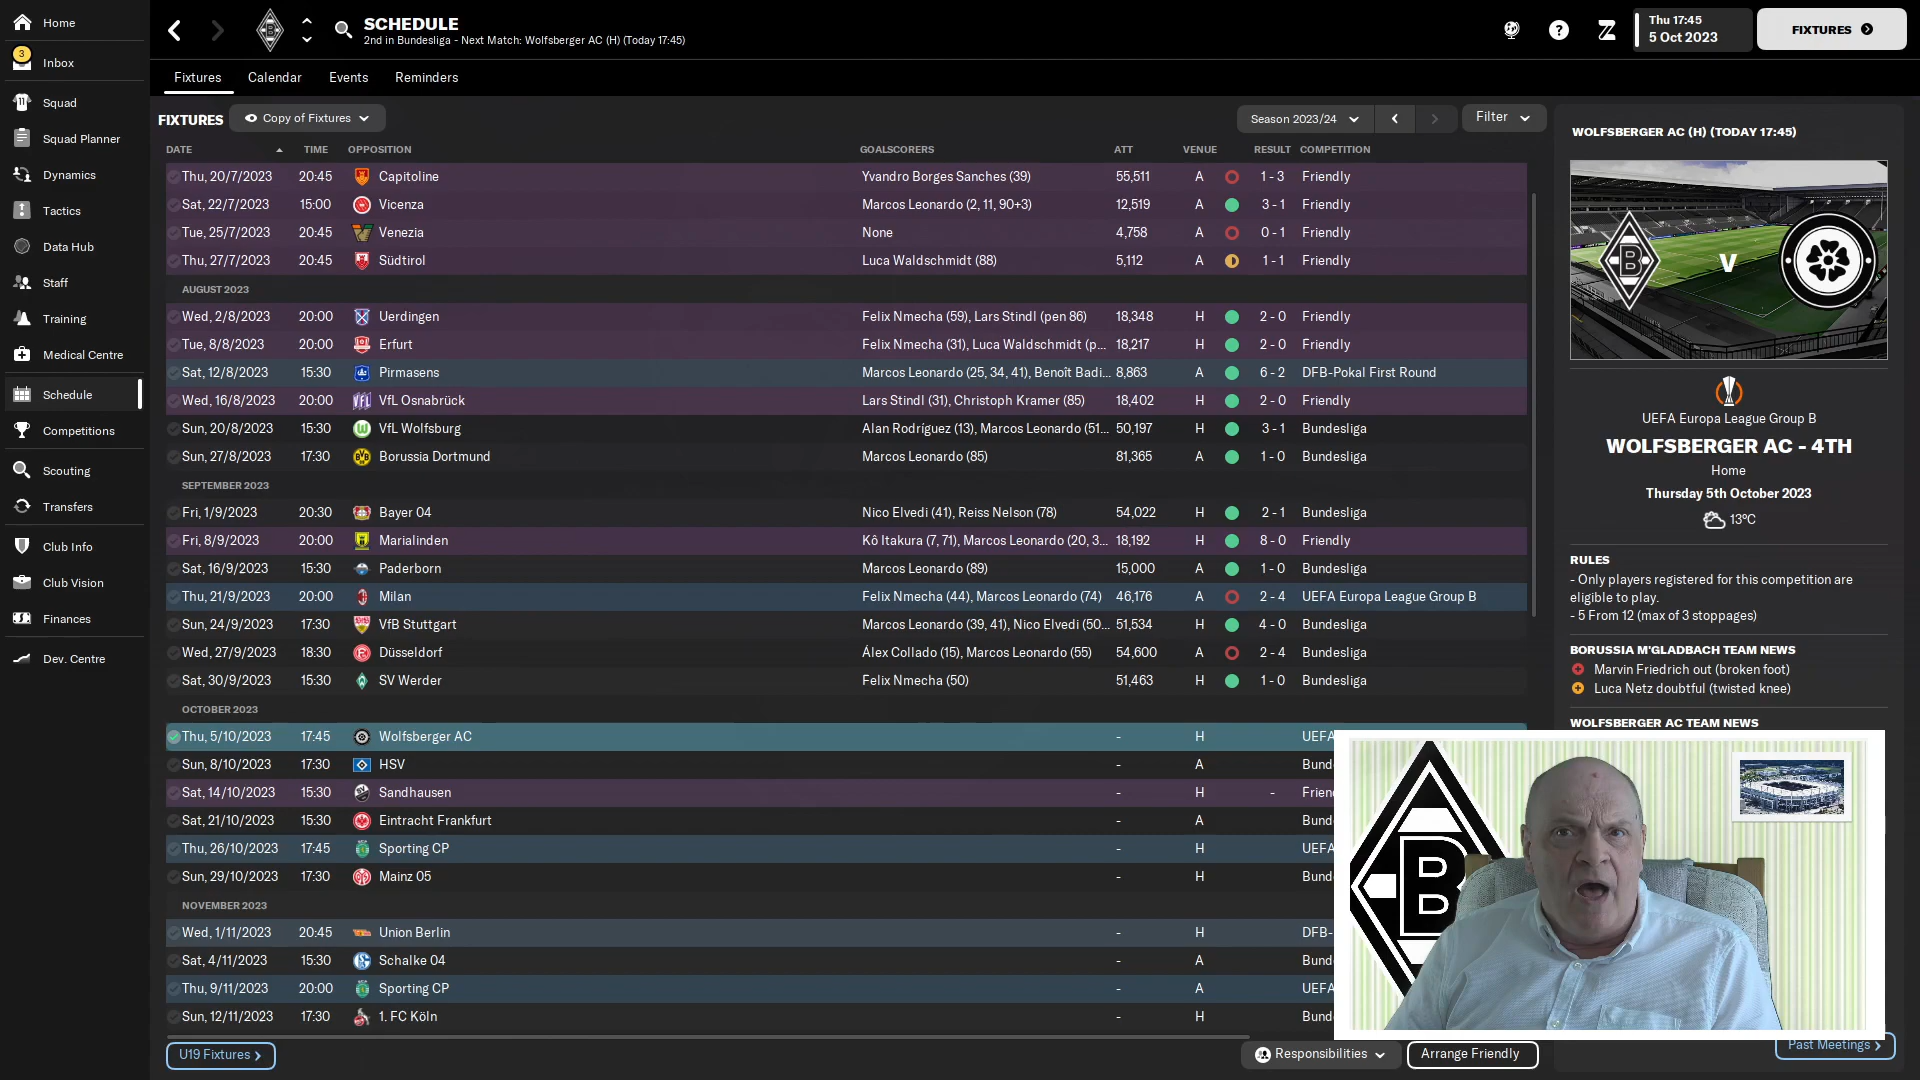 Home
3
Inbox
Squad
Squad Planner
Dynamics
Tactics
Data Hub
Staff
Training
Medical Centre
Schedule
Competitions
Scouting
Transfers
Club Info
Club Vision
Finances
Dev. Centre
SCHEDULE
2nd in Bundesliga - Next Match: Wolfsberger AC (H) (Today 17:45)
Thu 17:45
5 Oct 2023
FIXTURES
Fixtures Calendar Events Reminders
FIXTURES Copy of Fixtures Season 2023/24 Filter
DATE TIME OPPOSITION GOALSCORERS ATT VENUE RESULT COMPETITION
Thu, 20/7/2023 20:45 Capitoline Yvandro Borges Sanches (39) 55,511 A 1 - 3 Friendly
Sat, 22/7/2023 15:00 Vicenza Marcos Leonardo (2, 11, 90+3) 12,519 A 3 - 1 Friendly
Tue, 25/7/2023 20:45 Venezia None 4,758 A 0 - 1 Friendly
Thu, 27/7/2023 20:45 Südtirol Luca Waldschmidt (88) 5,112 A 1 - 1 Friendly
AUGUST 2023
Wed, 2/8/2023 20:00 Uerdingen Felix Nmecha (59), Lars Stindl (pen 86) 18,348 H 2 - 0 Friendly
Tue, 8/8/2023 20:00 Erfurt Felix Nmecha (31), Luca Waldschmidt (p... 18,217 H 2 - 0 Friendly
Sat, 12/8/2023 15:30 Pirmasens Marcos Leonardo (25, 34, 41), Benoît Badi... 8,863 A 6 - 2 DFB-Pokal First Round
Wed, 16/8/2023 20:00 VfL Osnabrück Lars Stindl (31), Christoph Kramer (85) 18,402 H 2 - 0 Friendly
Sun, 20/8/2023 15:30 VfL Wolfsburg Alan Rodríguez (13), Marcos Leonardo (51... 50,197 H 3 - 1 Bundesliga
Sun, 27/8/2023 17:30 Borussia Dortmund Marcos Leonardo (85) 81,365 A 1 - 0 Bundesliga
SEPTEMBER 2023
Fri, 1/9/2023 20:30 Bayer 04 Nico Elvedi (41), Reiss Nelson (78) 54,022 H 2 - 1 Bundesliga
Fri, 8/9/2023 20:00 Marialinden Kô Itakura (7, 71), Marcos Leonardo (20, 3... 18,192 H 8 - 0 Friendly
Sat, 16/9/2023 15:30 Paderborn Marcos Leonardo (89) 15,000 A 1 - 0 Bundesliga
Thu, 21/9/2023 20:00 Milan Felix Nmecha (44), Marcos Leonardo (74) 46,176 A 2 - 4 UEFA Europa League Group B
Sun, 24/9/2023 17:30 VfB Stuttgart Marcos Leonardo (39, 41), Nico Elvedi (50... 51,534 H 4 - 0 Bundesliga
Wed, 27/9/2023 18:30 Düsseldorf Álex Collado (15), Marcos Leonardo (55) 54,600 A 2 - 4 Bundesliga
Sat, 30/9/2023 15:30 SV Werder Felix Nmecha (50) 51,463 H 1 - 0 Bundesliga
OCTOBER 2023
Thu, 5/10/2023 17:45 Wolfsberger AC - H UEFA
Sun, 8/10/2023 17:30 HSV - A Bund
Sat, 14/10/2023 15:30 Sandhausen - H - Frien
Sat, 21/10/2023 15:30 Eintracht Frankfurt - A Bund
Thu, 26/10/2023 17:45 Sporting CP - H UEFA
Sun, 29/10/2023 17:30 Mainz 05 - H Bund
NOVEMBER 2023
Wed, 1/11/2023 20:45 Union Berlin - H DFB-
Sat, 4/11/2023 15:30 Schalke 04 - A Bund
Thu, 9/11/2023 20:00 Sporting CP - A UEFA
Sun, 12/11/2023 17:30 1. FC Köln - H Bund
U19 Fixtures Responsibilities Arrange Friendly
WOLFSBERGER AC (H) (TODAY 17:45)
V
UEFA Europa League Group B
WOLFSBERGER AC - 4TH
Home
Thursday 5th October 2023
13°C
RULES
- Only players registered for this competition are
eligible to play.
- 5 From 12 (max of 3 stoppages)
BORUSSIA M'GLADBACH TEAM NEWS
Marvin Friedrich out (broken foot)
Luca Netz doubtful (twisted knee)
WOLFSBERGER AC TEAM NEWS
Past Meetings